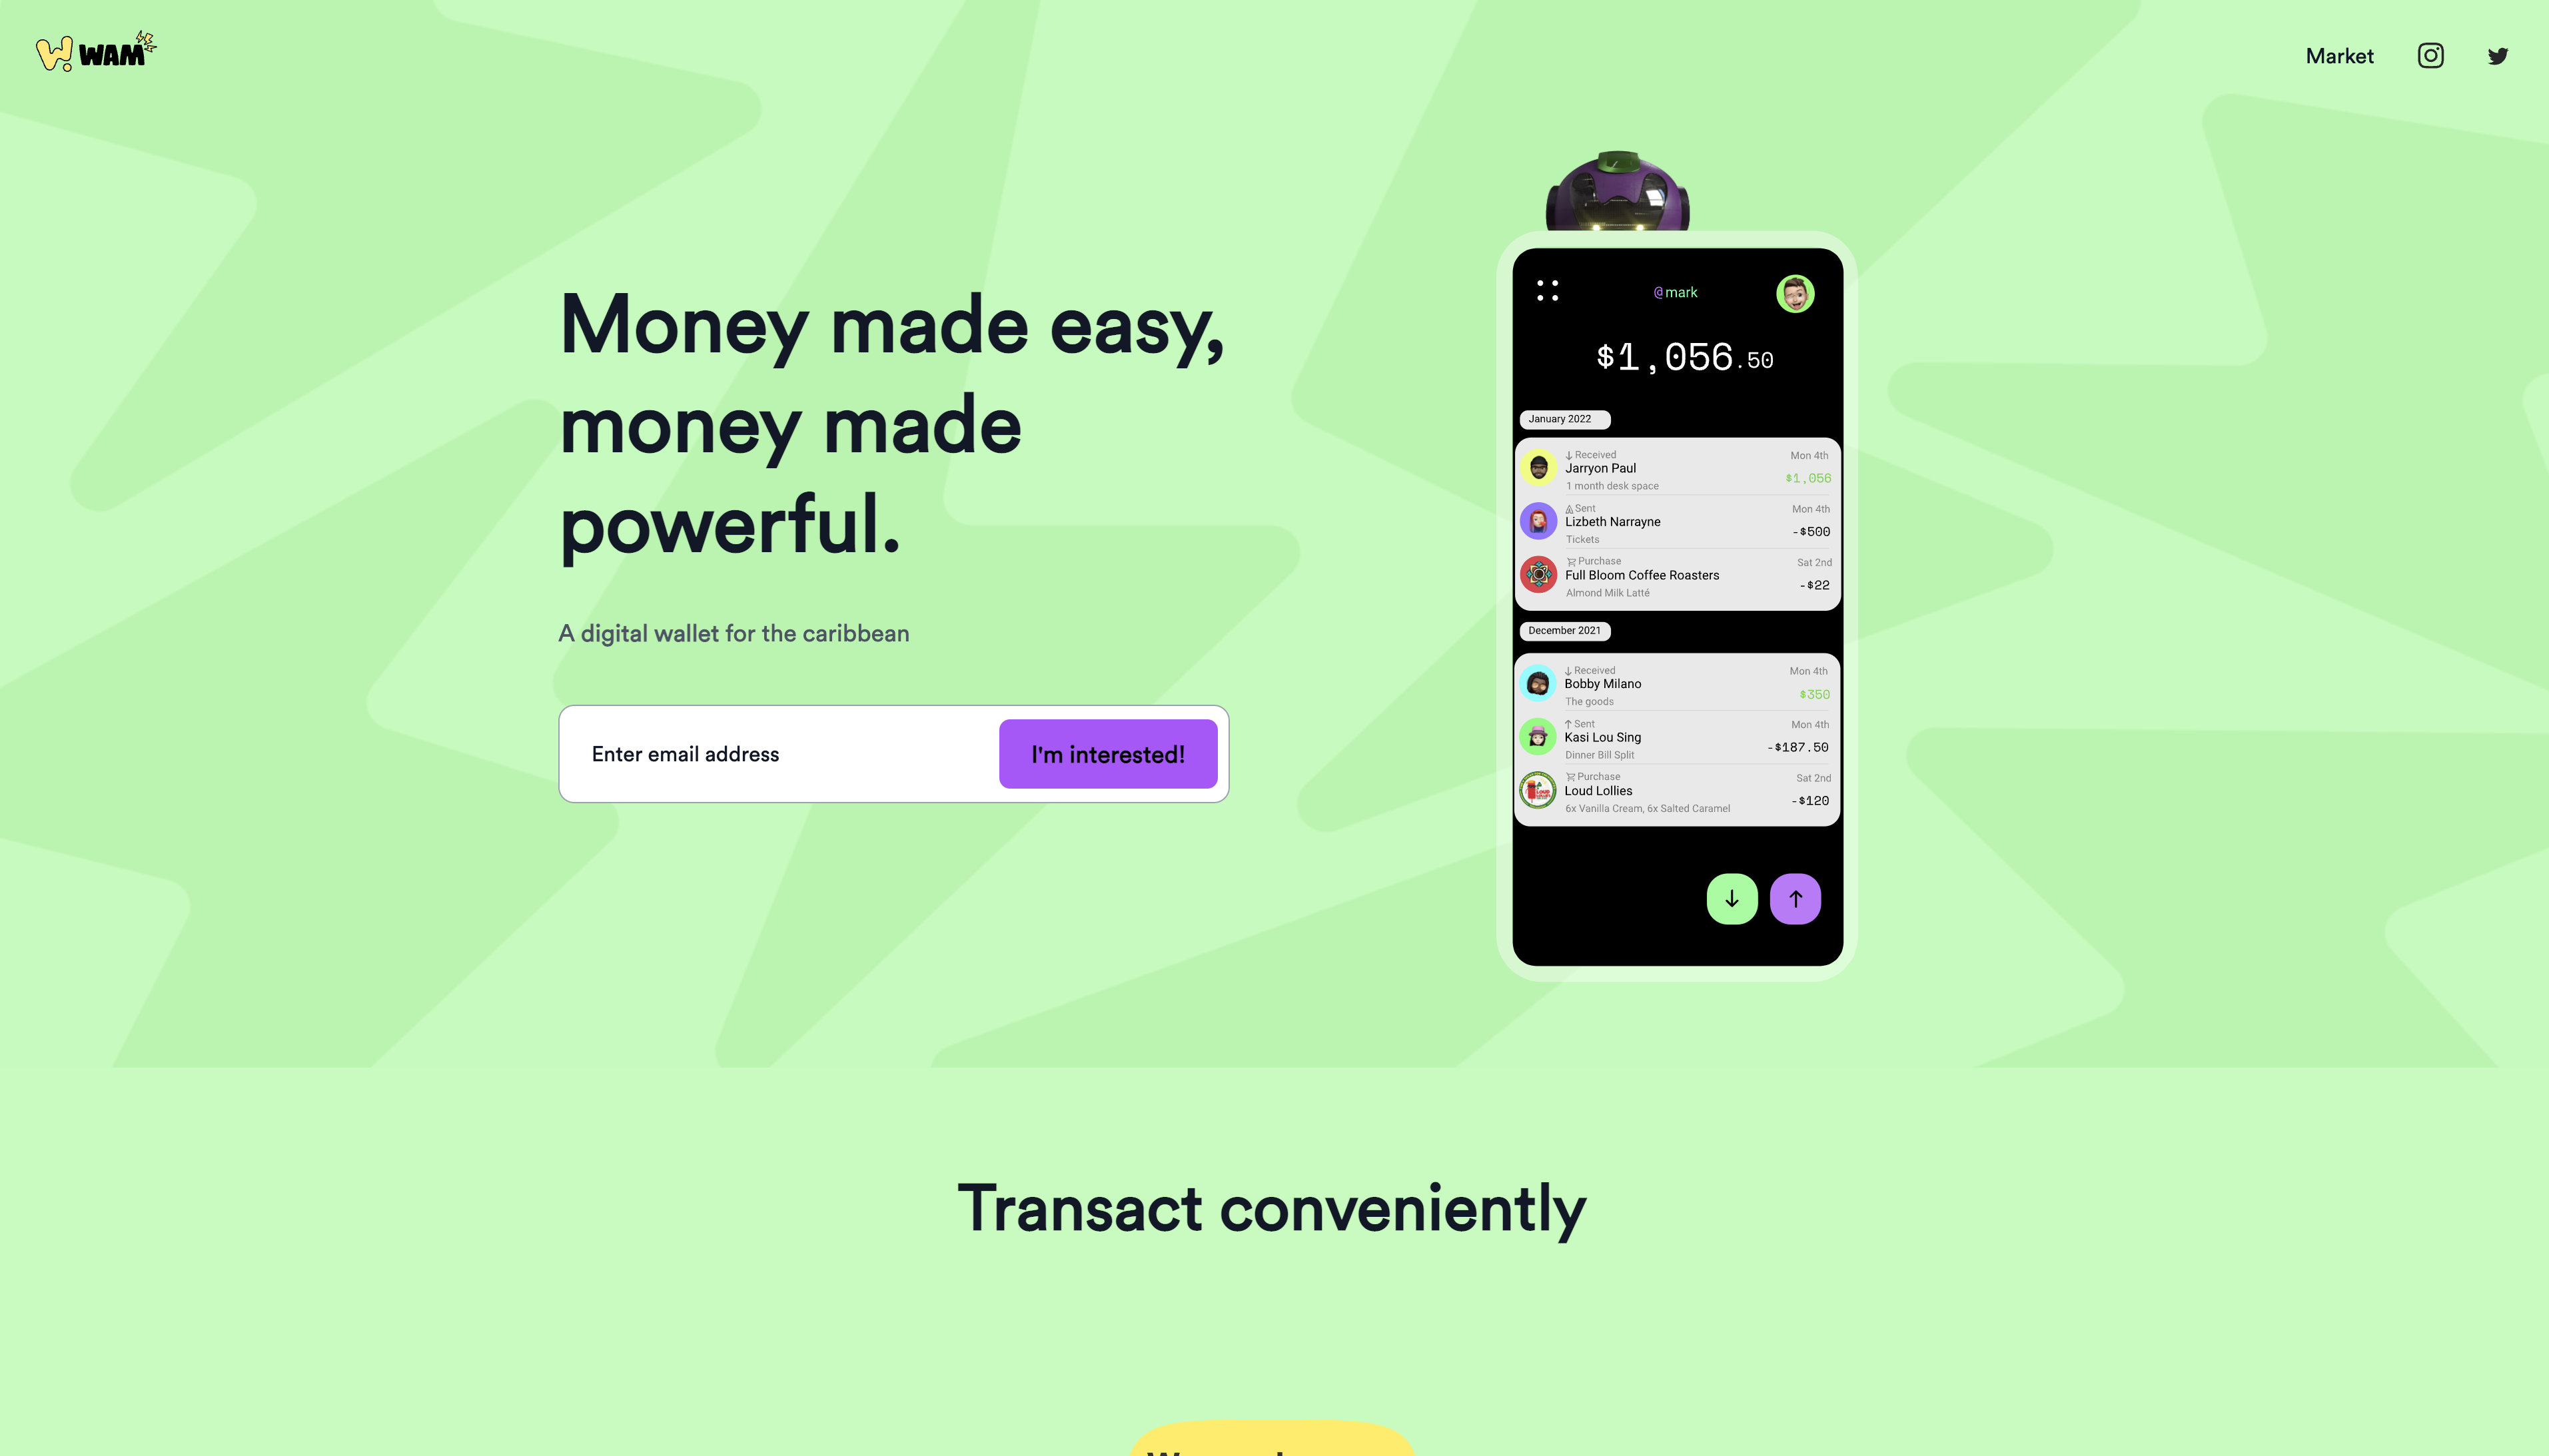 WAM
Market
Money made easy,
money made
powerful.
A digital wallet for the caribbean
Enter email address
I'm interested!
@mark
$1,056.50
January 2022
Received
Mon 4th
Jarryon Paul
$1,056
1 month desk space
Sent
Mon 4th
Lizbeth Narrayne
-$500
Tickets
Purchase
Sat 2nd
Full Bloom Coffee Roasters
-$22
Almond Milk Latté
December 2021
Received
Mon 4th
Bobby Milano
$350
The goods
Sent
Mon 4th
Kasi Lou Sing
-$187.50
Dinner Bill Split
Purchase
Sat 2nd
Loud Lollies
-$120
6x Vanilla Cream, 6x Salted Caramel
Transact conveniently